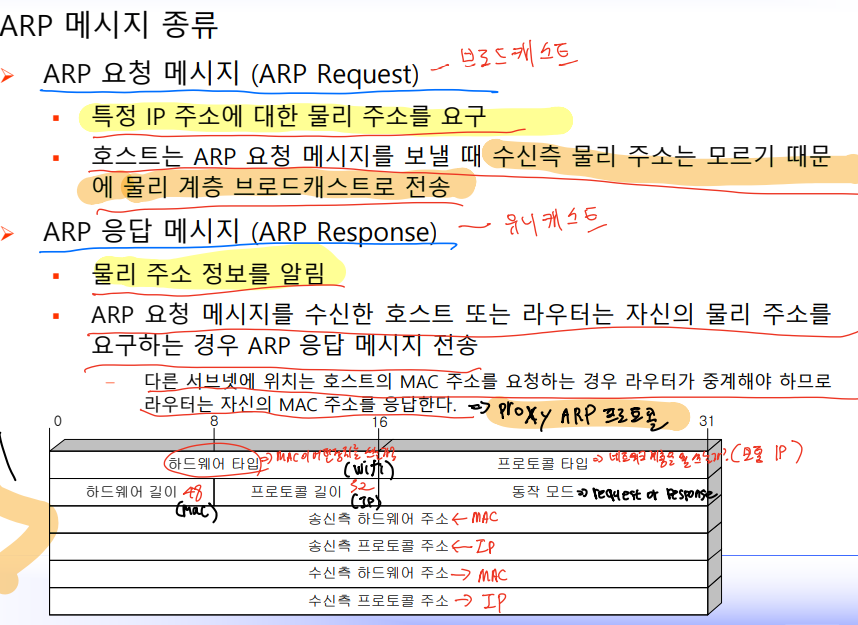 ARP 메시지 종류
ARP 요청 메시지 (ARP Request) 브로드캐스트
특정 IP 주소에 대한 물리 주소를 요구
호스트는 ARP 요청 메시지를 보낼 때 수신측 물리 주소는 모르기 때문
에 물리 계층 브로드캐스트로 전송
ARP 응답 메시지 (ARP Response) 유니캐스트
물리 주소 정보를 알림
ARP 요청 메시지를 수신한 호스트 또는 라우터는 자신의 물리 주소를
요구하는 경우 ARP 응답 메시지 전송
다른 서브넷에 위치는 호스트의 MAC 주소를 요청하는 경우 라우터가 중계해야 하므로
라우터는 자신의 MAC 주소를 응답한다. => Proxy ARP 프로토콜
0 8 16 31
하드웨어 타입 => MAC이 (wifi) 프로토콜 타입 => (모두 IP)
하드웨어 길이 48 (MAC) 프로토콜 길이 32 (IP) 동작 모드 => request or Response
송신측 하드웨어 주소 ← MAC
송신측 프로토콜 주소 ← IP
수신측 하드웨어 주소 → MAC
수신측 프로토콜 주소 → IP